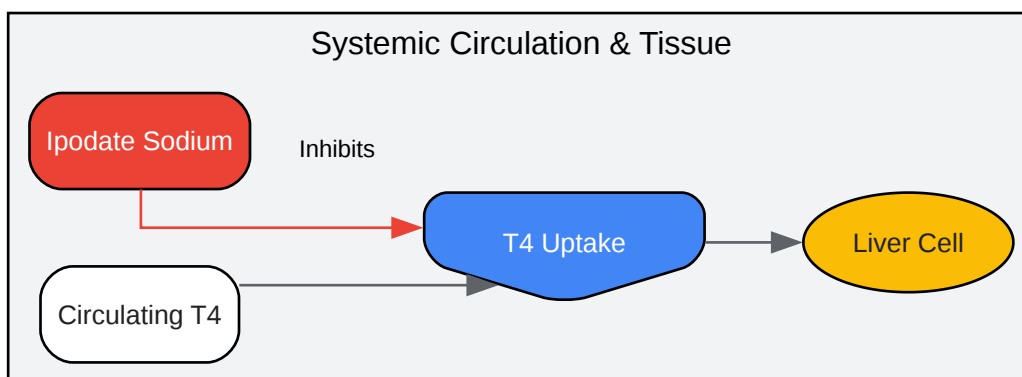 Systemic Circulation & Tissue
Ipodate Sodium
Inhibits
T4 Uptake
Liver Cell
Circulating T4